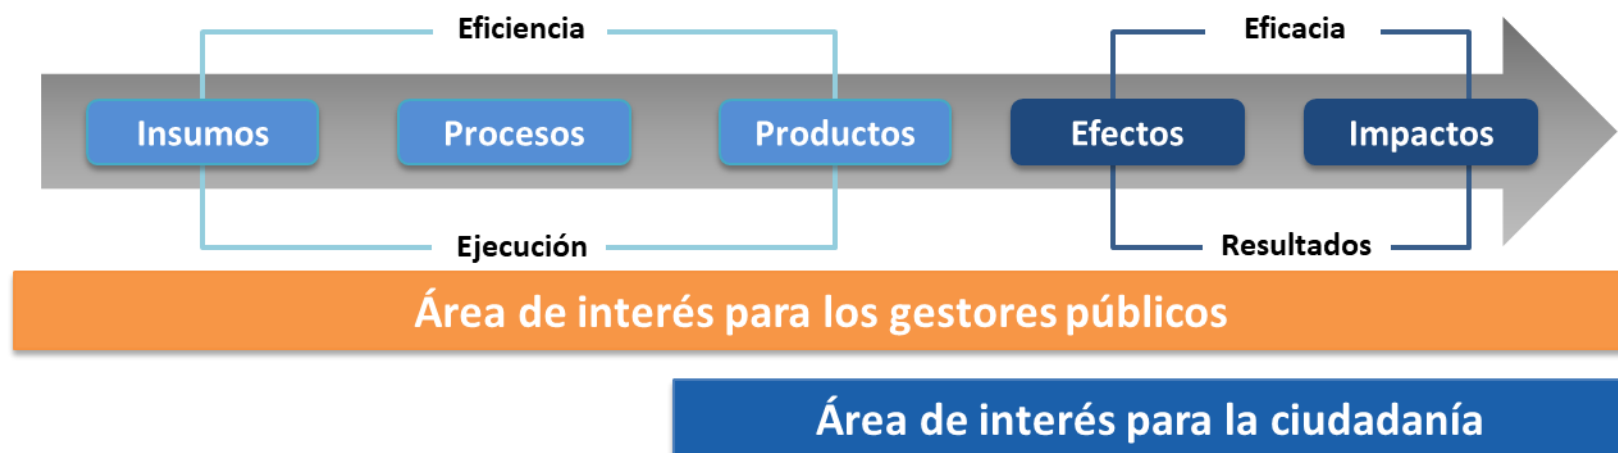 Eficiencia
Eficacia
Insumos
Procesos
Productos
Efectos
Impactos
Ejecución
Resultados
Área de interés para los gestores públicos
Área de interés para la ciudadanía